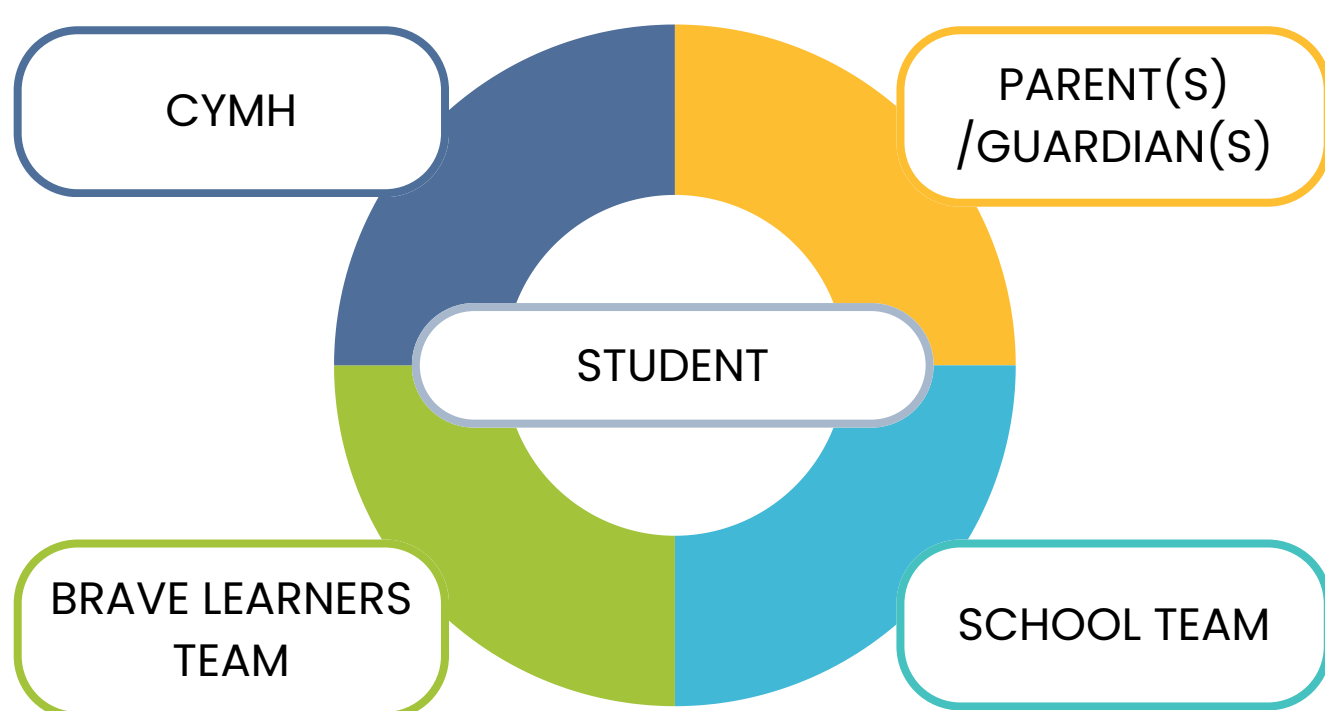 CYMH
PARENT(S)
/GUARDIAN(S)
STUDENT
BRAVE LEARNERS
TEAM
SCHOOL TEAM